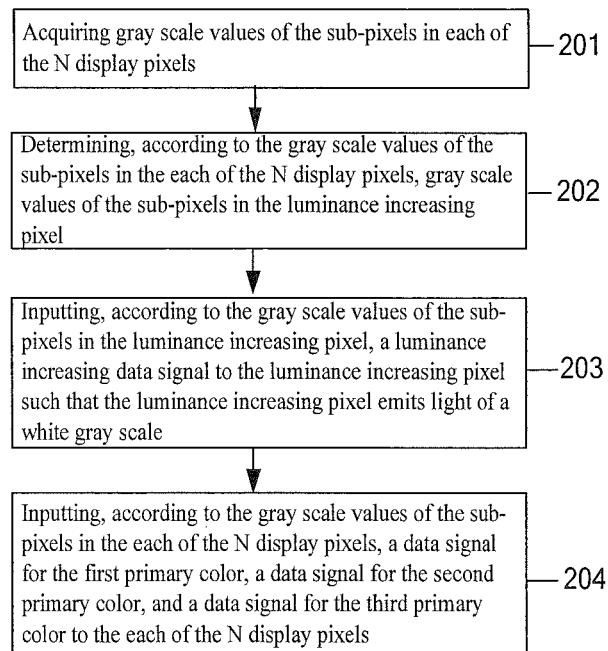 Acquiring gray scale values of the sub-pixels in each of
the N display pixels
201
Determining, according to the gray scale values of the
sub-pixels in the each of the N display pixels, gray scale
values of the sub-pixels in the luminance increasing
pixel
202
Inputting, according to the gray scale values of the sub-
pixels in the luminance increasing pixel, a luminance
increasing data signal to the luminance increasing pixel
such that the luminance increasing pixel emits light of a
white gray scale
203
Inputting, according to the gray scale values of the sub-
pixels in the each of the N display pixels, a data signal
for the first primary color, a data signal for the second
primary color, and a data signal for the third primary
color to the each of the N display pixels
204